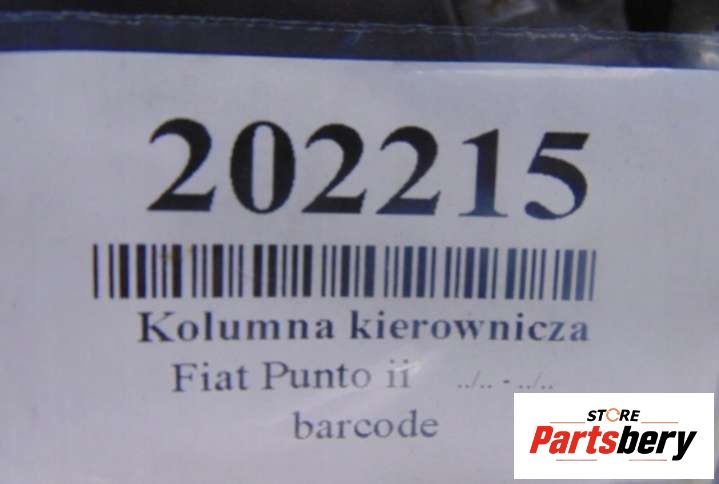 202215
Kolumna kierownicza
Fiat Punto ii ../.. - ../..
barcode
STORE
Partsbery